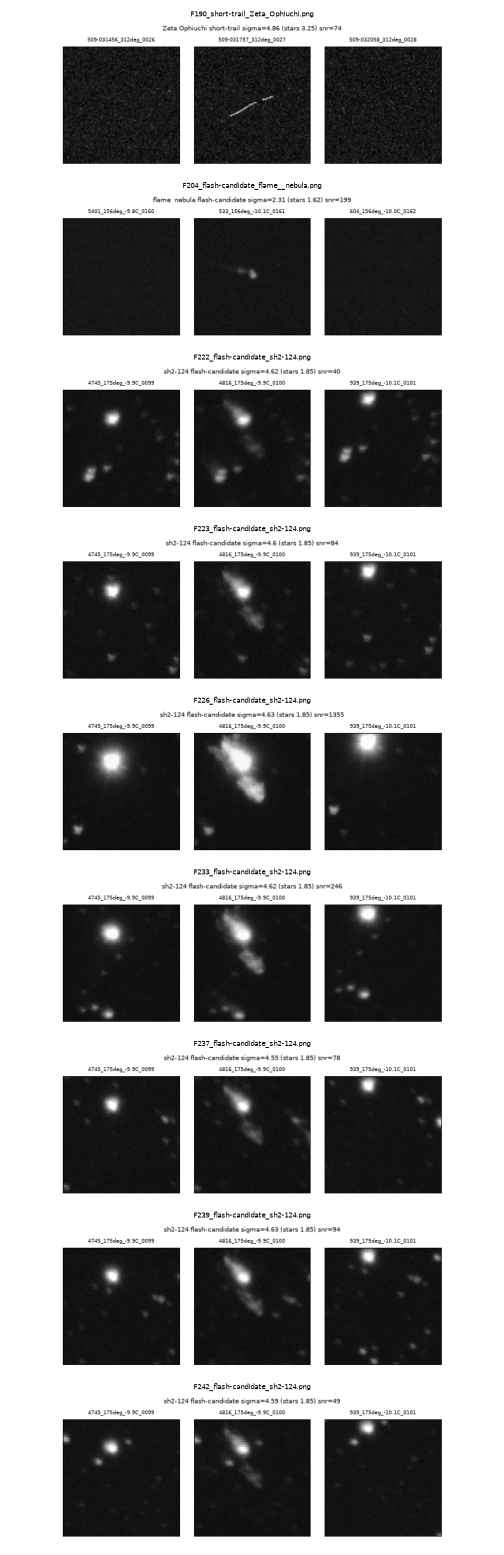 F190_short-trail_Zeta_Ophiuchi.png
Zeta Ophiuchi short-trail sigma=4.86 (stars 3.25) snr=74
509-031456_312deg_0026 509-031757_312deg_0027 509-032058_312deg_0028
F204_flash-candidate_flame__nebula.png
flame nebula flash-candidate sigma=2.31 (stars 1.62) snr=199
5401_156deg_-9.8C_0160 533_156deg_-10.1C_0161 604_156deg_-10.0C_0162
F222_flash-candidate_sh2-124.png
sh2-124 flash-candidate sigma=4.62 (stars 1.85) snr=40
4745_175deg_-9.9C_0099 4816_175deg_-9.9C_0100 939_175deg_-10.1C_0101
F223_flash-candidate_sh2-124.png
sh2-124 flash-candidate sigma=4.6 (stars 1.85) snr=84
4745_175deg_-9.9C_0099 4816_175deg_-9.9C_0100 939_175deg_-10.1C_0101
F226_flash-candidate_sh2-124.png
sh2-124 flash-candidate sigma=4.63 (stars 1.85) snr=1355
4745_175deg_-9.9C_0099 4816_175deg_-9.9C_0100 939_175deg_-10.1C_0101
F233_flash-candidate_sh2-124.png
sh2-124 flash-candidate sigma=4.62 (stars 1.85) snr=246
4745_175deg_-9.9C_0099 4816_175deg_-9.9C_0100 939_175deg_-10.1C_0101
F237_flash-candidate_sh2-124.png
sh2-124 flash-candidate sigma=4.55 (stars 1.85) snr=78
4745_175deg_-9.9C_0099 4816_175deg_-9.9C_0100 939_175deg_-10.1C_0101
F239_flash-candidate_sh2-124.png
sh2-124 flash-candidate sigma=4.63 (stars 1.85) snr=94
4745_175deg_-9.9C_0099 4816_175deg_-9.9C_0100 939_175deg_-10.1C_0101
F242_flash-candidate_sh2-124.png
sh2-124 flash-candidate sigma=4.59 (stars 1.85) snr=49
4745_175deg_-9.9C_0099 4816_175deg_-9.9C_0100 939_175deg_-10.1C_0101